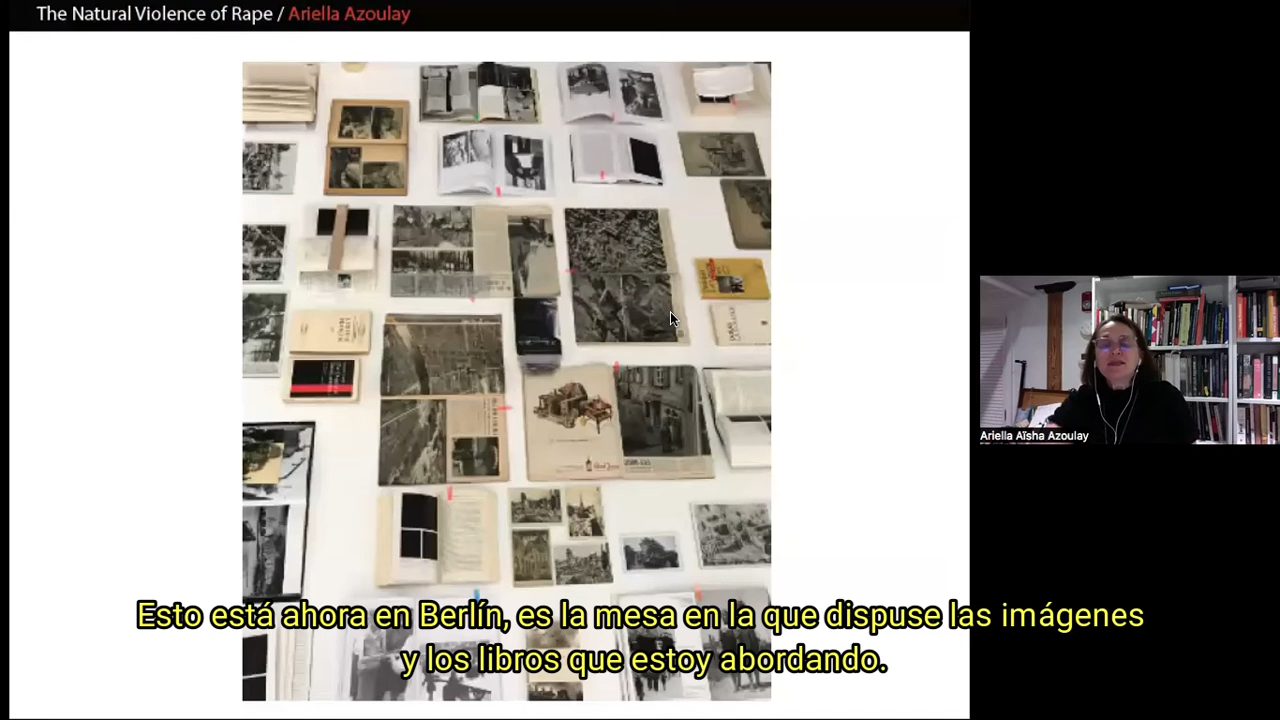 The Natural Violence of Rape / Ariella Azoulay
Ariella Aïsha Azoulay
Esto está ahora en Berlín, es la mesa en la que dispuse las imágenes
y los libros que estoy abordando.